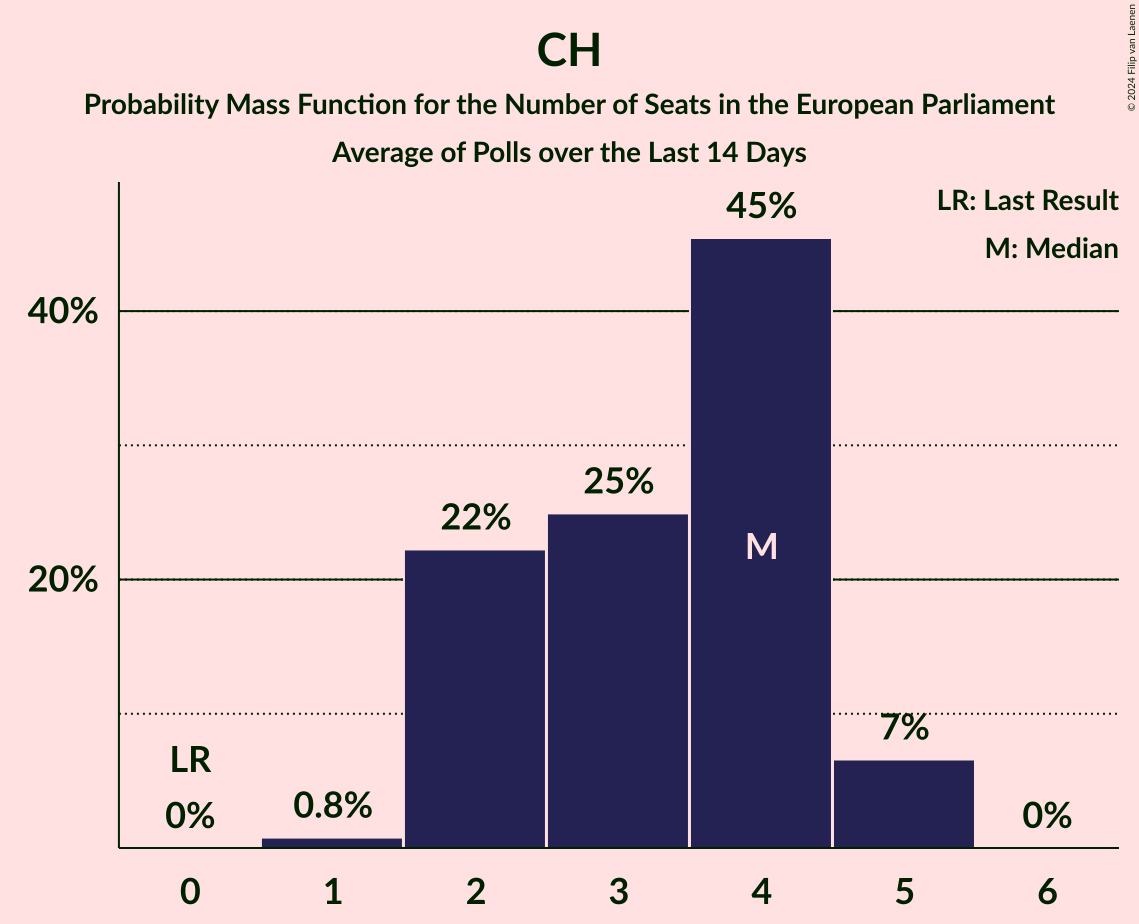 CH
Probability Mass Function for the Number of Seats in the European Parliament
Average of Polls over the Last 14 Days
© 2024 Filip van Laenen
LR: Last Result
M: Median
45%
40%
25%
22%
M
20%
7%
LR
0%
0.8%
0%
0 1 2 3 4 5 6